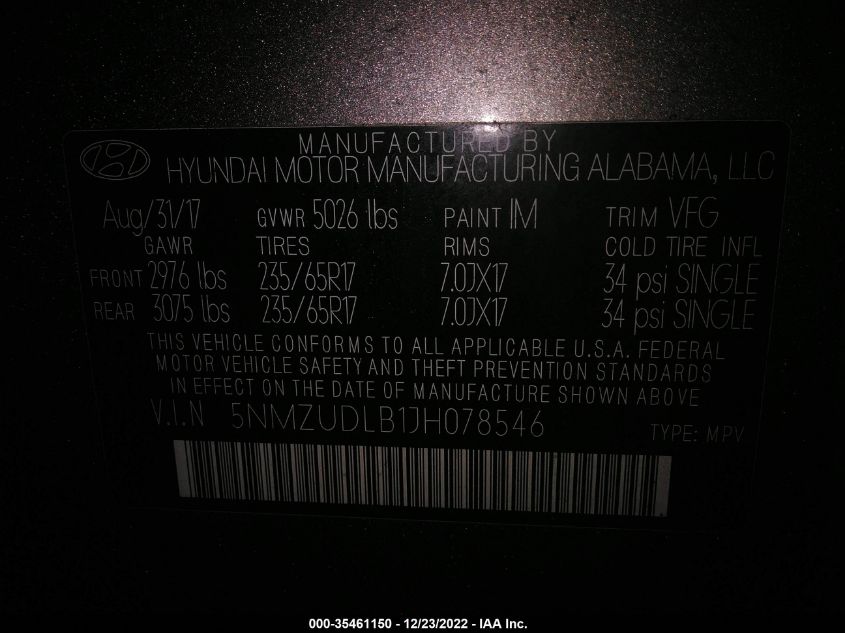 MANUFACTURED BY
HYUNDAI MOTOR MANUFACTURING ALABAMA, LLC
Aug/31/17 GVWR 5026 lbs PAINT IM TRIM VFG
GAWR TIRES RIMS COLD TIRE INFL
FRONT 2976 lbs 235/65R17 7.0JX17 34 psi SINGLE
REAR 3075 lbs 235/65R17 7.0JX17 34 psi SINGLE
THIS VEHICLE CONFORMS TO ALL APPLICABLE U.S.A. FEDERAL
MOTOR VEHICLE SAFETY AND THEFT PREVENTION STANDARDS
IN EFFECT ON THE DATE OF MANUFACTURE SHOWN ABOVE
V.I.N 5NMZUDLB1JH078546 TYPE: MPV
000-35461150 - 12/23/2022 - IAA Inc.